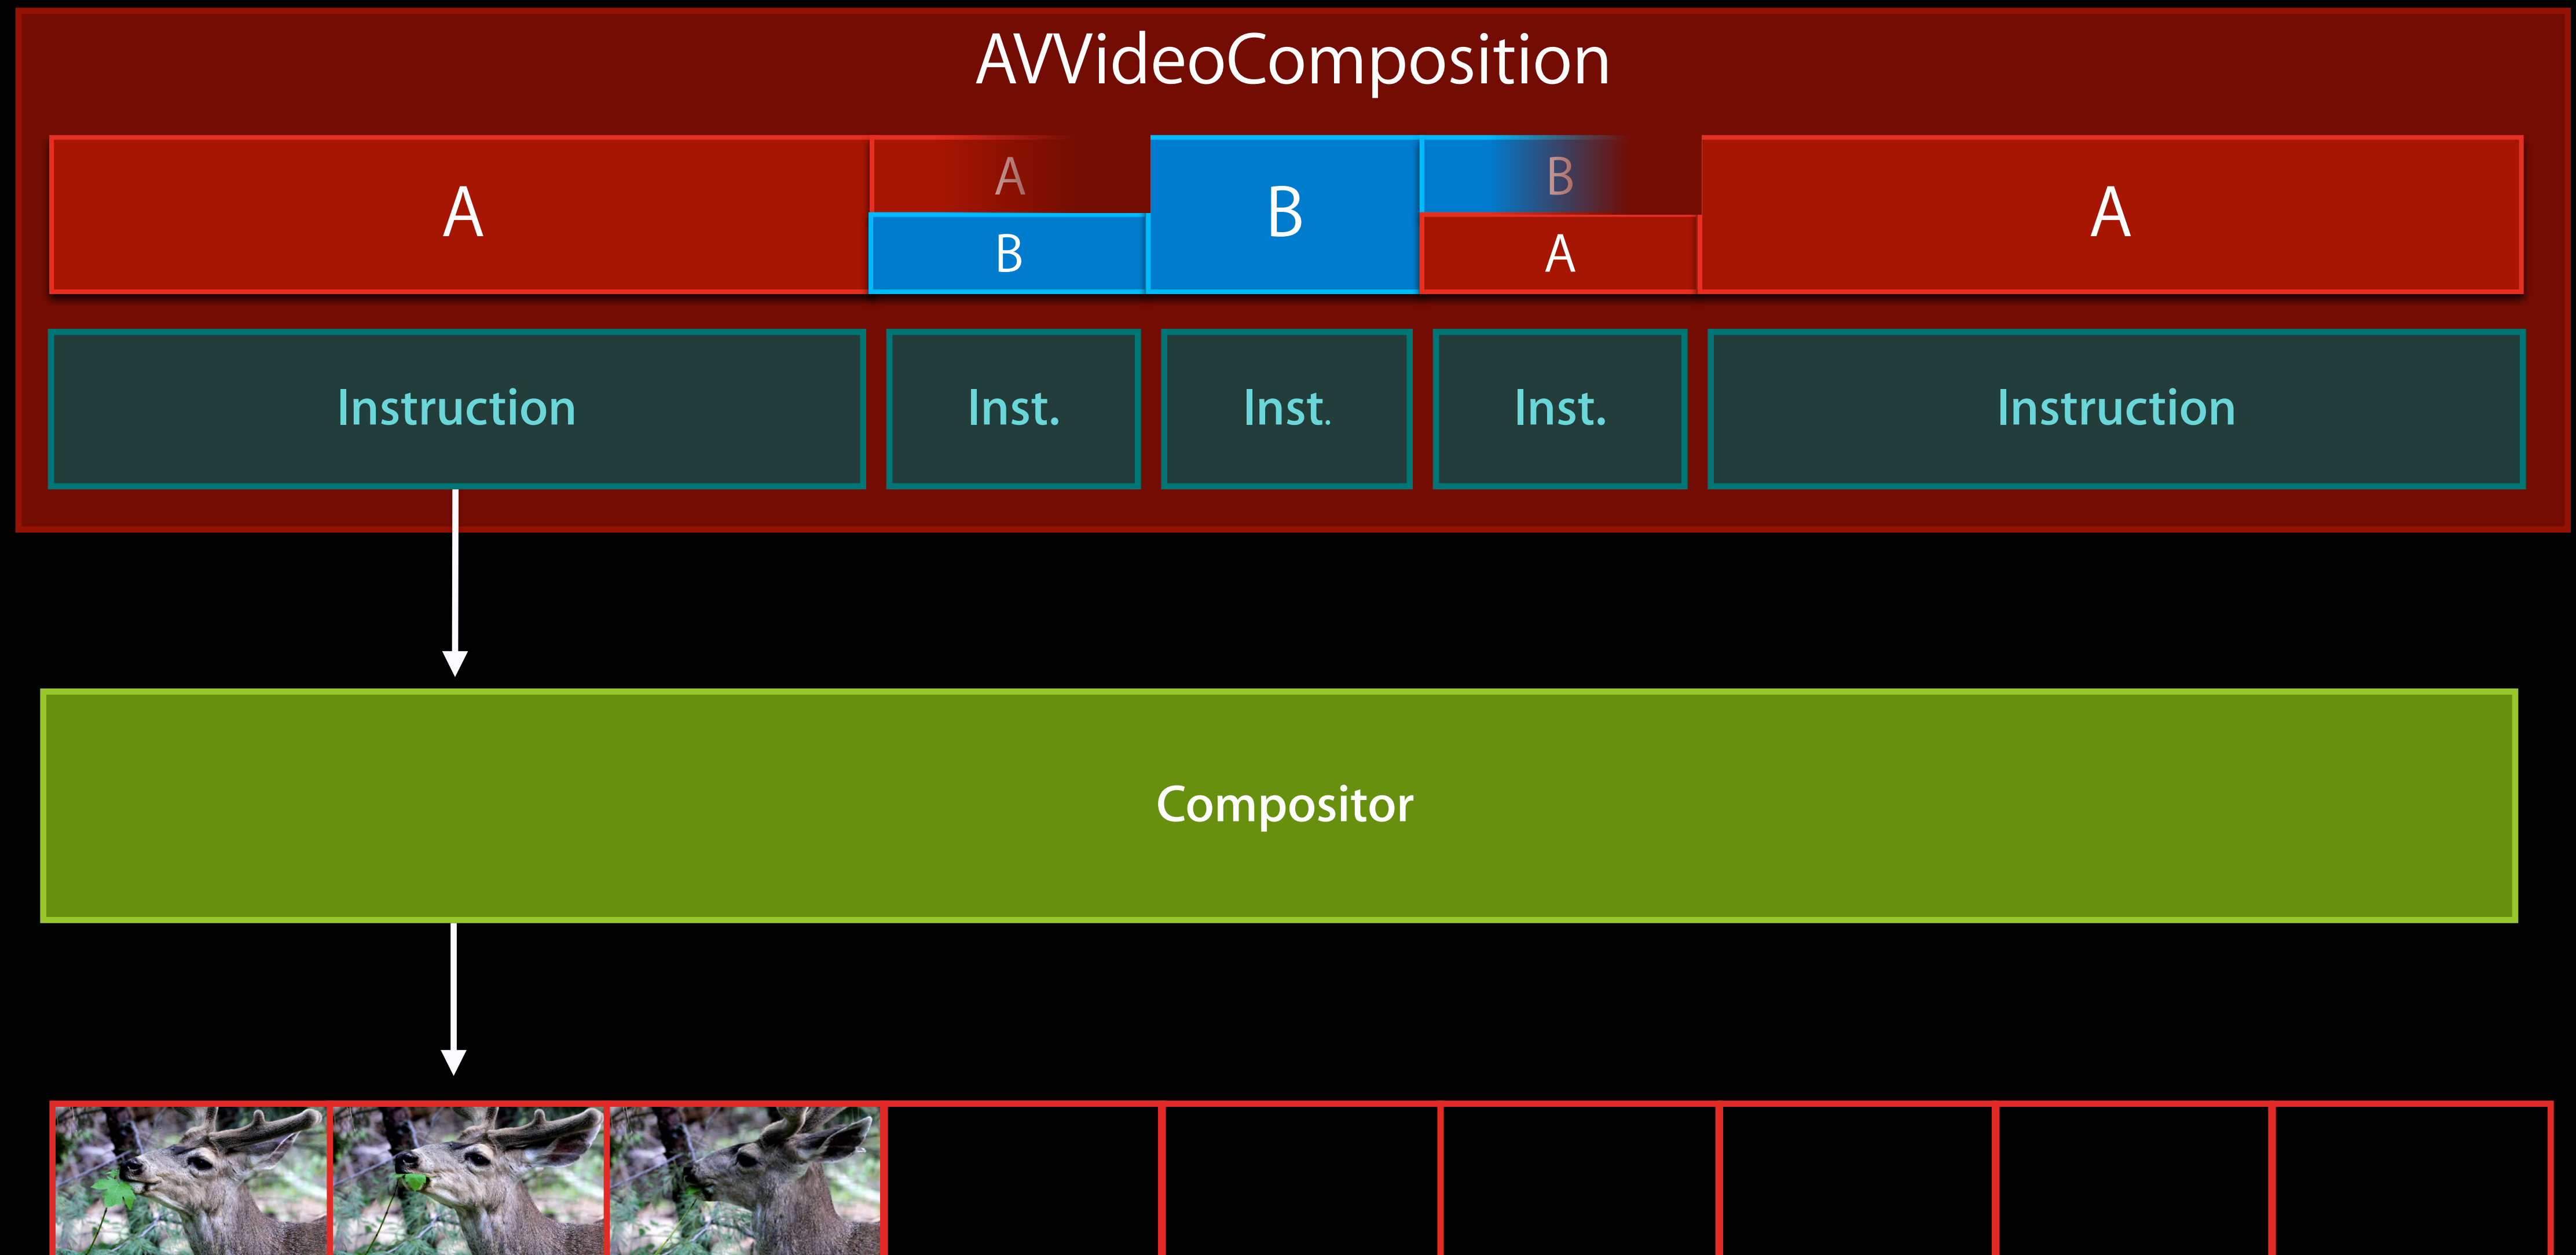 AVVideoComposition
A
A
B
B
B
A
A
Instruction
Inst.
Inst.
Inst.
Instruction
Compositor